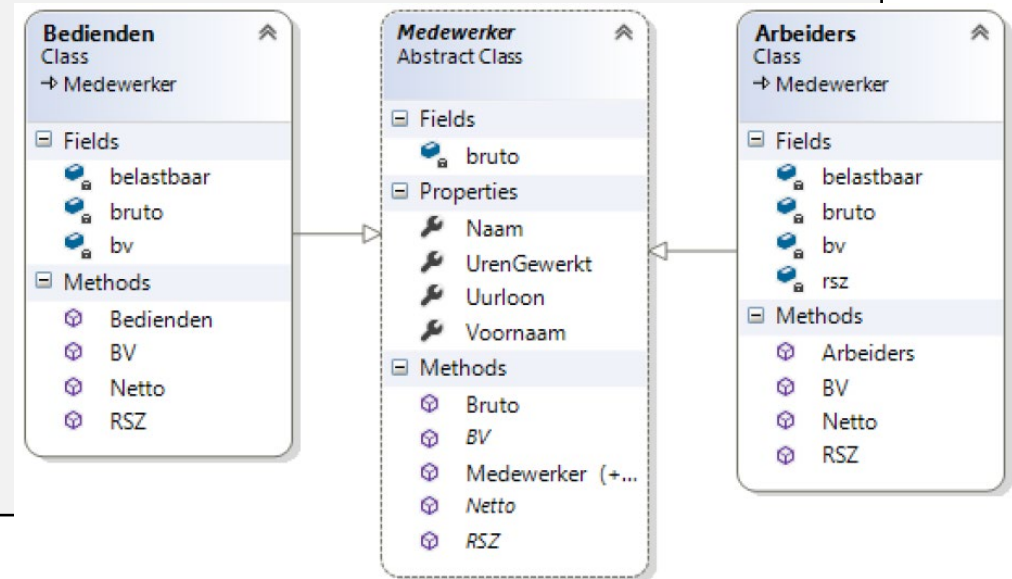 Bedienden
Class
Medewerker
Fields
belastbaar
bruto
bv
Methods
Bedienden
BV
Netto
RSZ
Medewerker
Abstract Class
Fields
bruto
Properties
Naam
UrenGewerkt
Uurloon
Voornaam
Methods
Bruto
BV
Medewerker (+...
Netto
RSZ
Arbeiders
Class
Medewerker
Fields
belastbaar
bruto
bv
rsz
Methods
Arbeiders
BV
Netto
RSZ